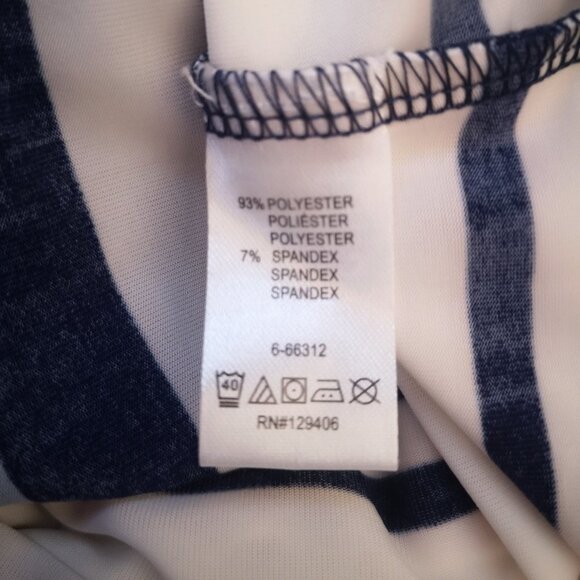 93% POLYESTER
POLIÉSTER
POLYESTER
7% SPANDEX
SPANDEX
SPANDEX
6-66312
40
RN#129406